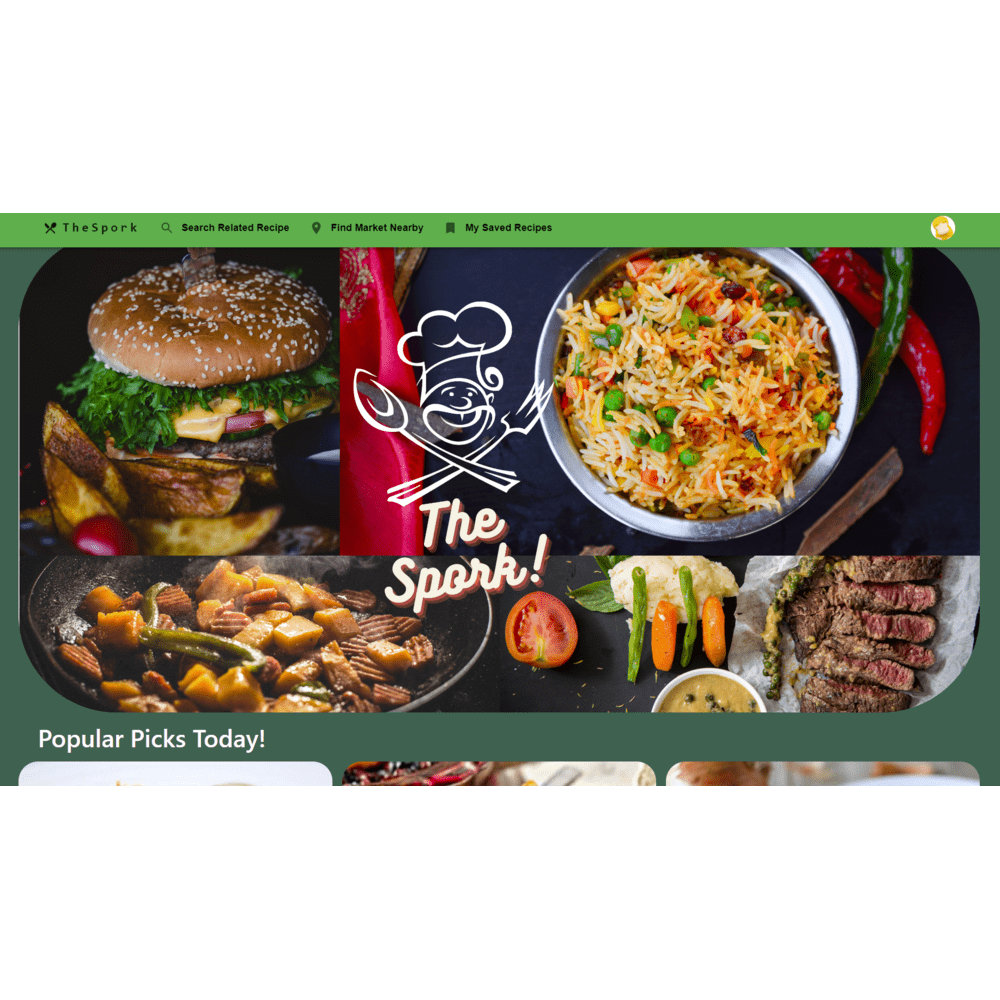 TheSpork
Search Related Recipe
Find Market Nearby
My Saved Recipes
The
Spork!
Popular Picks Today!